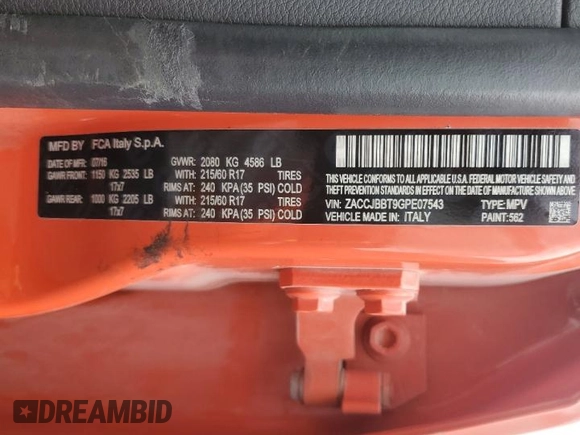 MFD BY FCA Italy S.p.A.
DATE OF MFR: 07/16 GVWR: 2080 KG 4586 LB
GAWR FRONT: 1150 KG 2535 LB WITH: 215/60 R17 TIRES
17x7 RIMS AT: 240 KPA (35 PSI) COLD
GAWR REAR: 1000 KG 2205 LB WITH: 215/60 R17 TIRES
17x7 RIMS AT: 240 KPA (35 PSI) COLD
THIS VEHICLE CONFORMS TO ALL APPLICABLE U.S.A. FEDERAL MOTOR VEHICLE
SAFETY STANDARDS IN EFFECT ON THE DATE OF MANUFACTURE SHOWN ABOVE.
VIN: ZACCJBBT9GPE07543 TYPE: MPV
VEHICLE MADE IN: ITALY PAINT: 562
DREAMBID